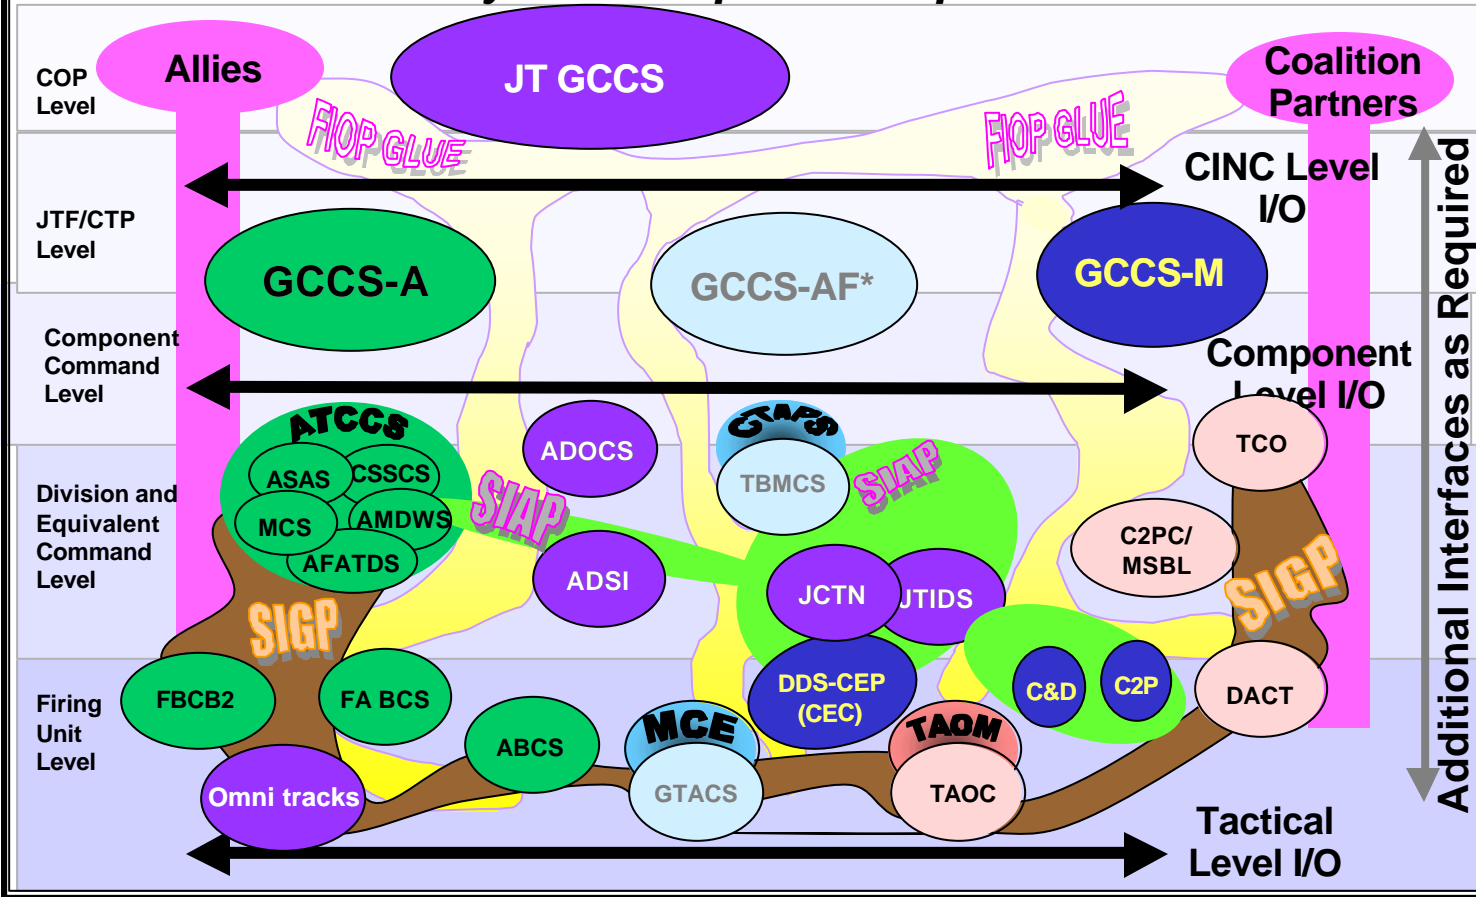 Allies
JT GCCS
Coalition
Partners
COP
Level
FIOP GLUE
FIOP GLUE
CINC Level
I/O
JTF/CTP
Level
GCCS-A
GCCS-AF*
GCCS-M
Additional Interfaces as Required
Component
Command
Level
Component
Level I/O
ATCCS
ASAS
CSSCS
MCS
AMDWS
AFATDS
SIAP
ADOCS
CTAPS
TBMCS
SIAP
TCO
Division and
Equivalent
Command
Level
ADSI
JCTN
JTIDS
C2PC/
MSBL
SIGP
SIGP
FBCB2
FA BCS
DDS-CEP
(CEC)
C&D
C2P
DACT
Firing
Unit
Level
ABCS
MCE
GTACS
TAOM
TAOC
Omni tracks
Tactical
Level I/O